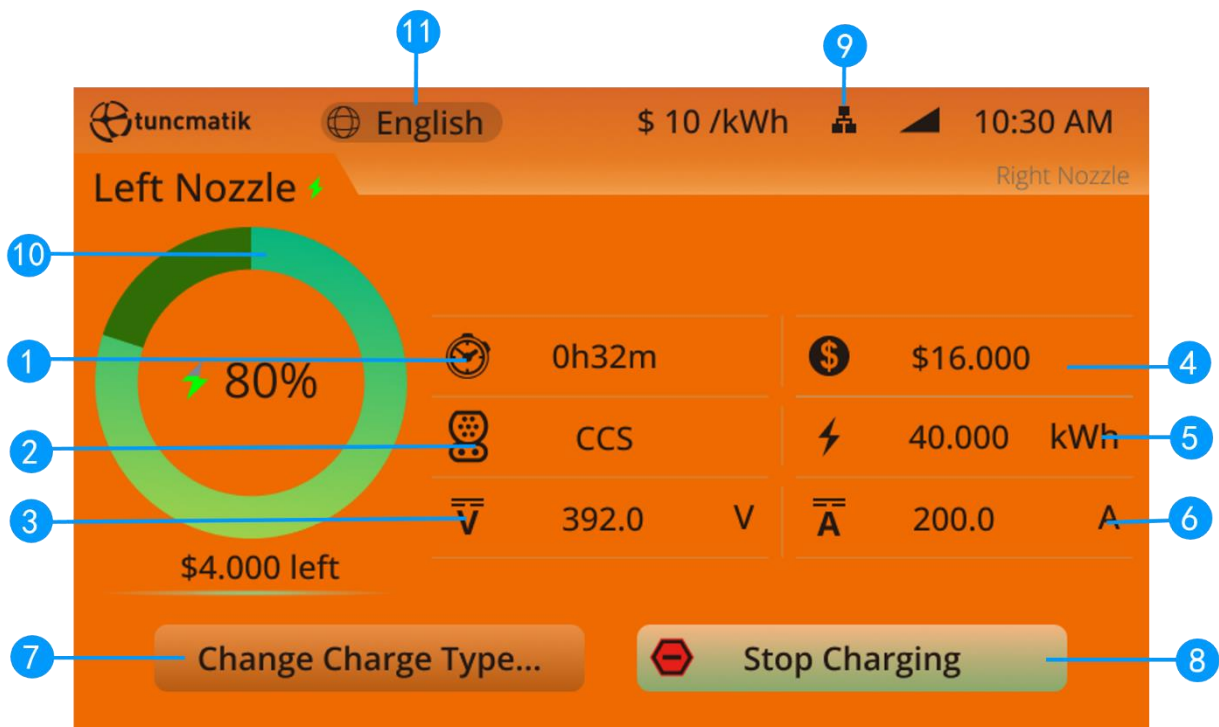 11
9
tuncmatik
English
$ 10 /kWh
10:30 AM
Left Nozzle
Right Nozzle
10
1
80%
0h32m
$
$16.000
4
2
CCS
40.000 kWh
5
3
V
392.0 V
A
200.0 A
6
$4.000 left
7
Change Charge Type...
Stop Charging
8